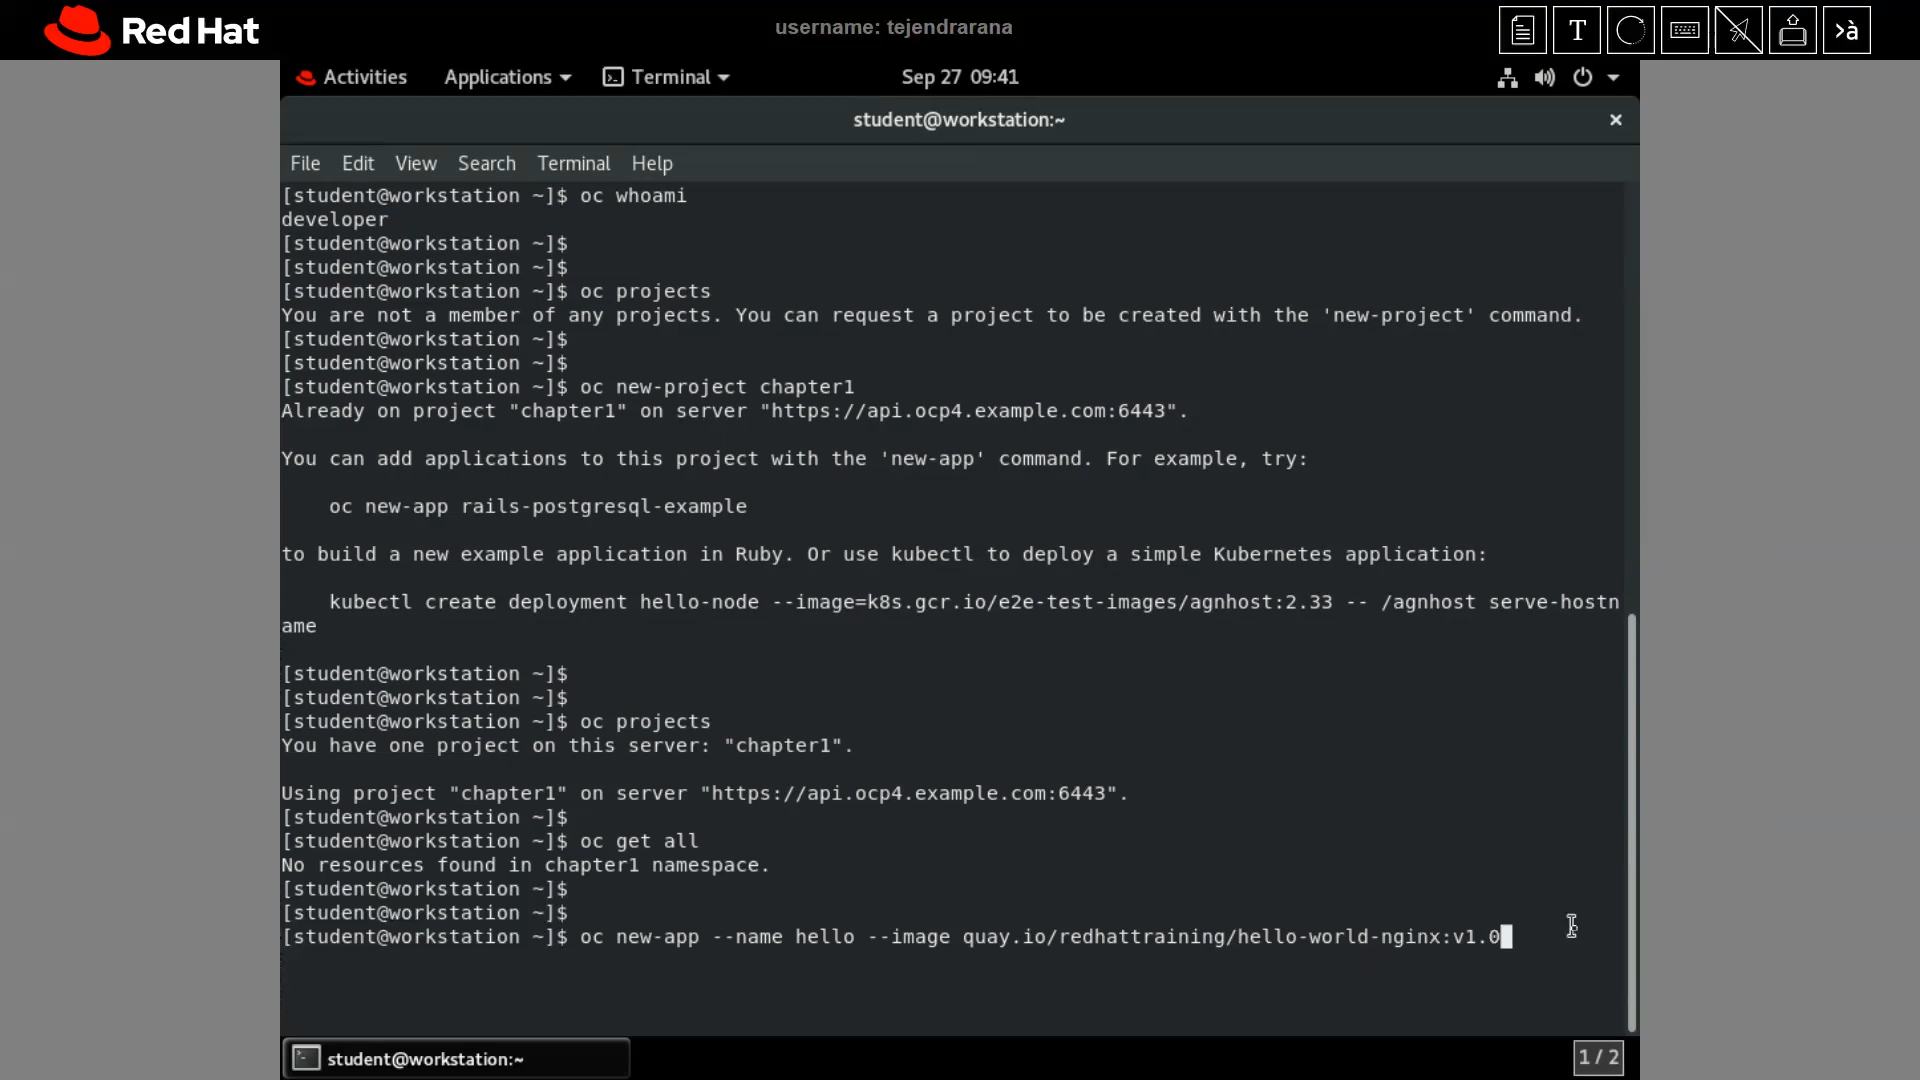 Red Hat
username: tejendrarana
T
>à
Activities Applications Terminal Sep 27 09:41
student@workstation:~ ×
File Edit View Search Terminal Help
[student@workstation ~]$ oc whoami
developer
[student@workstation ~]$
[student@workstation ~]$
[student@workstation ~]$ oc projects
You are not a member of any projects. You can request a project to be created with the 'new-project' command.
[student@workstation ~]$
[student@workstation ~]$
[student@workstation ~]$ oc new-project chapter1
Already on project "chapter1" on server "https://api.ocp4.example.com:6443".
You can add applications to this project with the 'new-app' command. For example, try:
oc new-app rails-postgresql-example
to build a new example application in Ruby. Or use kubectl to deploy a simple Kubernetes application:
kubectl create deployment hello-node --image=k8s.gcr.io/e2e-test-images/agnhost:2.33 -- /agnhost serve-hostn
ame
[student@workstation ~]$
[student@workstation ~]$
[student@workstation ~]$ oc projects
You have one project on this server: "chapter1".
Using project "chapter1" on server "https://api.ocp4.example.com:6443".
[student@workstation ~]$
[student@workstation ~]$ oc get all
No resources found in chapter1 namespace.
[student@workstation ~]$
[student@workstation ~]$
[student@workstation ~]$ oc new-app --name hello --image quay.io/redhattraining/hello-world-nginx:v1.0
student@workstation:~
1 / 2